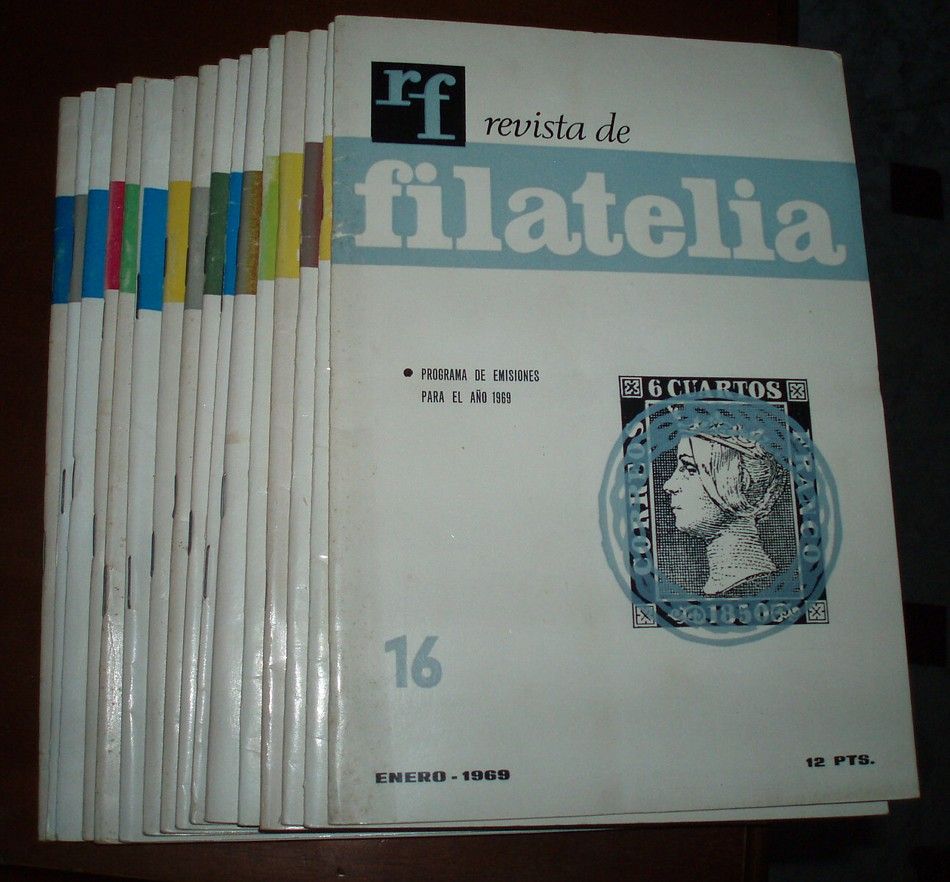 rf
revista de
filatelia
● PROGRAMA DE EMISIONES
PARA EL AÑO 1969
6 CUARTOS
CORREOS
FRANCO
1850
16
ENERO - 1969
12 PTS.